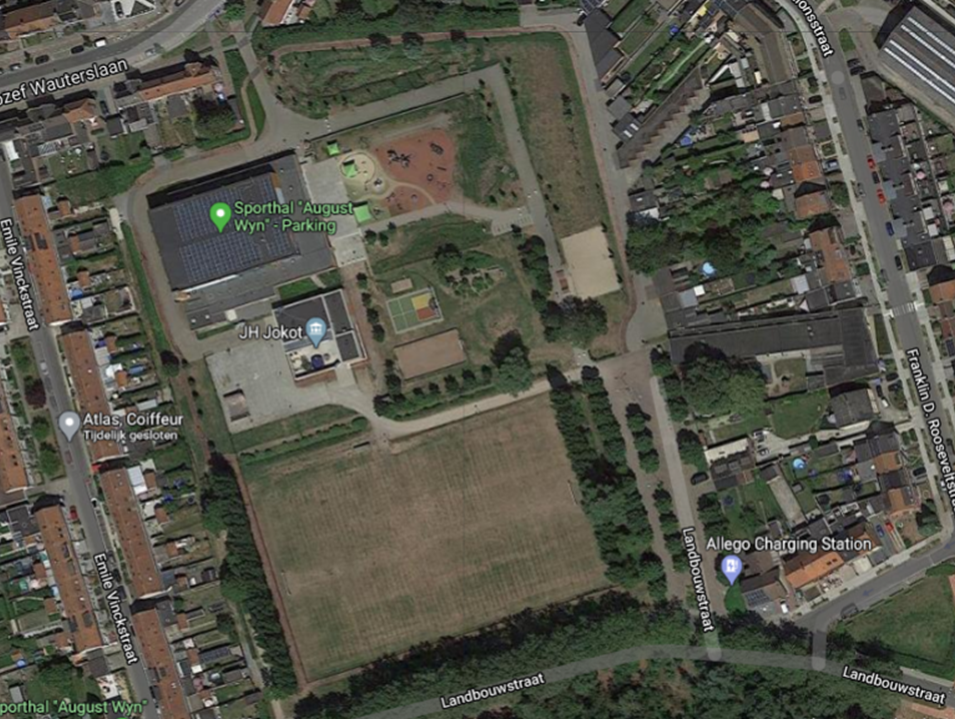 ozef Wauterslaan
onsstraat
Sporthal "August
Wyn" - Parking
Emile Vinckstraat
JH Jokot
Franklin D. Rooseveltstra
Atlas, Coiffeur
Tijdelijk gesloten
Landbouwstraat
Allego Charging Station
Emile Vinckstraat
Landbouwstraat
Landbouwstraat
porthal "August Wyn"